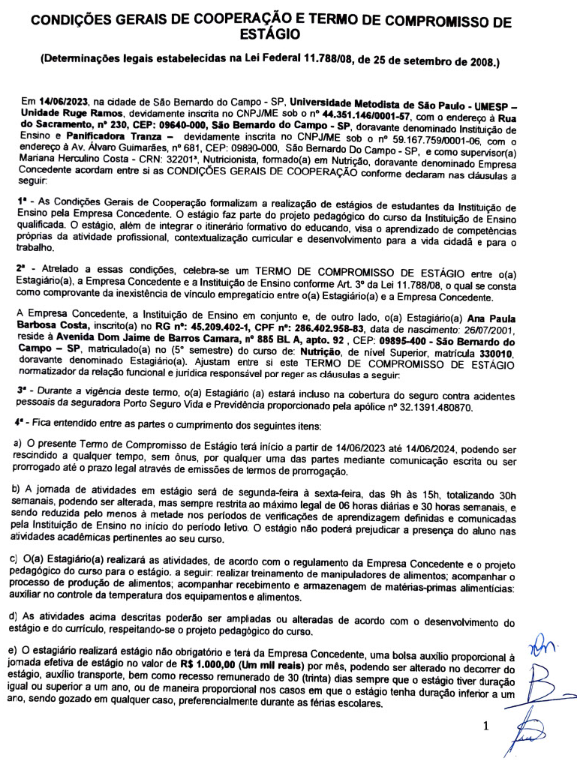 CONDIÇÕES GERAIS DE COOPERAÇÃO E TERMO DE COMPROMISSO DE
ESTÁGIO
(Determinações legais estabelecidas na Lei Federal 11.788/08, de 25 de setembro de 2008.)
Em 14/06/2023, na cidade de São Bernardo do Campo - SP, Universidade Metodista de São Paulo - UMESP –
Unidade Ruge Ramos, devidamente inscrita no CNPJ/ME sob o nº 44.351.146/0001-57, com o endereço à Rua
do Sacramento, nº 230, CEP: 09640-000, São Bernardo do Campo - SP, doravante denominado Instituição de
Ensino e Panificadora Tranza – devidamente inscrita no CNPJ/ME sob o nº 59.167.759/0001-06, com o
endereço à Av. Álvaro Guimarães, nº 681, CEP: 09890-000, São Bernardo Do Campo - SP, e como supervisor(a)
Mariana Herculino Costa - CRN: 32201³, Nutricionista, formado(a) em Nutrição, doravante denominado Empresa
Concedente acordam entre si as CONDIÇÕES GERAIS DE COOPERAÇÃO conforme declaram nas cláusulas a
seguir:
1ª - As Condições Gerais de Cooperação formalizam a realização de estágios de estudantes da Instituição de
Ensino pela Empresa Concedente. O estágio faz parte do projeto pedagógico do curso da Instituição de Ensino
qualificada. O estágio, além de integrar o itinerário formativo do educando, visa o aprendizado de competências
próprias da atividade profissional, contextualização curricular e desenvolvimento para a vida cidadã e para o
trabalho.
2ª - Atrelado a essas condições, celebra-se um TERMO DE COMPROMISSO DE ESTÁGIO entre o(a)
Estagiário(a), a Empresa Concedente e a Instituição de Ensino conforme Art. 3º da Lei 11.788/08, o qual se consta
como comprovante da inexistência de vinculo empregaticio entre o(a) Estagiário(a) e a Empresa Concedente.
A Empresa Concedente, a Instituição de Ensino em conjunto e, de outro lado, o(a) Estagiário(a) Ana Paula
Barbosa Costa, inscrito(a) no RG nº: 45.209.402-1, CPF nº: 286.402.958-83, data de nascimento: 26/07/2001,
reside à Avenida Dom Jaime de Barros Camara, nº 885 BL A, apto. 92 , CEP: 09895-400 - São Bernardo do
Campo – SP, matriculado(a) no (5° semestre) do curso de: Nutrição, de nível Superior, matrícula 330010,
doravante denominado Estagiário(a). Ajustam entre si este TERMO DE COMPROMISSO DE ESTÁGIO
normatizador da relação funcional e jurídica responsável por reger as cláusulas a seguir:
3ª - Durante a vigência deste termo, o(a) Estagiário (a) estará incluso na cobertura do seguro contra acidentes
pessoais da seguradora Porto Seguro Vida e Previdência proporcionado pela apólice nº 32.1391.480870.
4ª - Fica entendido entre as partes o cumprimento dos seguintes itens:
a) O presente Termo de Compromisso de Estágio terá início a partir de 14/06/2023 até 14/06/2024, podendo ser
rescindido a qualquer tempo, sem ônus, por qualquer uma das partes mediante comunicação escrita ou ser
prorrogado até o prazo legal através de emissões de termos de prorrogação.
b) A jornada de atividades em estágio será de segunda-feira à sexta-feira, das 9h às 15h, totalizando 30h
semanais, podendo ser alterada, mas sempre restrita ao máximo legal de 06 horas diárias e 30 horas semanais, e
sendo reduzida pelo menos à metade nos períodos de verificações de aprendizagem definidas e comunicadas
pela Instituição de Ensino no início do período letivo. O estágio não poderá prejudicar a presença do aluno nas
atividades acadêmicas pertinentes ao seu curso.
c) O(a) Estagiário(a) realizará as atividades, de acordo com o regulamento da Empresa Concedente e o projeto
pedagógico do curso para o estágio, a seguir: realizar treinamento de manipuladores de alimentos; acompanhar o
processo de produção de alimentos; acompanhar recebimento e armazenagem de matérias-primas alimentícias:
auxiliar no controle da temperatura dos equipamentos e alimentos.
d) As atividades acima descritas poderão ser ampliadas ou alteradas de acordo com o desenvolvimento do
estágio e do currículo, respeitando-se o projeto pedagógico do curso.
e) O estagiário realizará estágio não obrigatório e terá da Empresa Concedente, uma bolsa auxílio proporcional à
jornada efetiva de estágio no valor de R$ 1.000,00 (Um mil reais) por mês, podendo ser alterado no decorrer do
estágio, auxílio transporte, bem como recesso remunerado de 30 (trinta) dias sempre que o estágio tiver duração
igual ou superior a um ano, ou de maneira proporcional nos casos em que o estágio tenha duração inferior a um
ano, sendo gozado em qualquer caso, preferencialmente durante as férias escolares.
1